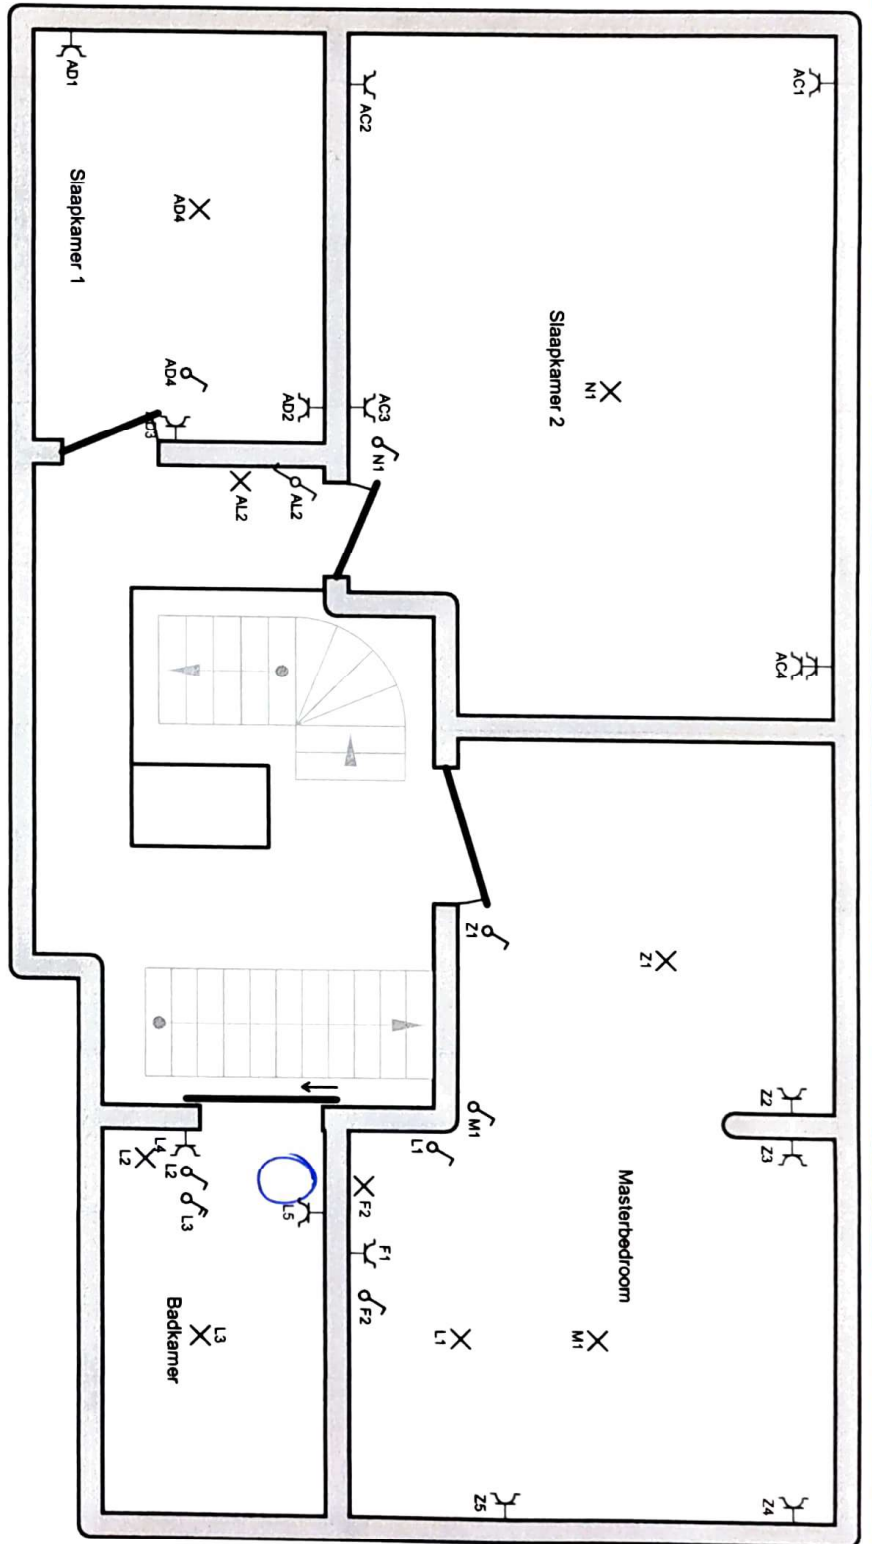 AD1
AC2
AC1
Slaapkamer 1
AD4
Slaapkamer 2
N1
AD4
AD2
AC3
N1
AL2
AL2
AC4
Z1
Z1
Z2
Z3
M1
L1
L4
L2
L2
L3
L5
F2
F1
F2
Masterbedroom
Badkamer
L3
L1
M1
Z5
Z4